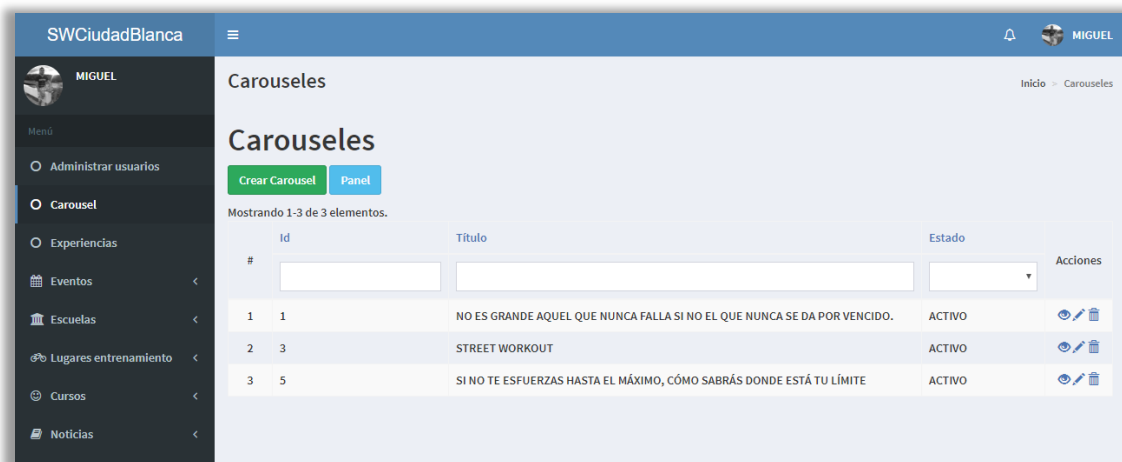 SWCiudadBlanca
MIGUEL
MIGUEL
Menú
Administrar usuarios
Carousel
Experiencias
Eventos
Escuelas
Lugares entrenamiento
Cursos
Noticias
Carouseles
Inicio > Carouseles
Carouseles
Crear Carousel Panel
Mostrando 1-3 de 3 elementos.
# Id Título Estado Acciones
1 1 NO ES GRANDE AQUEL QUE NUNCA FALLA SI NO EL QUE NUNCA SE DA POR VENCIDO. ACTIVO
2 3 STREET WORKOUT ACTIVO
3 5 SI NO TE ESFUERZAS HASTA EL MÁXIMO, CÓMO SABRÁS DONDE ESTÁ TU LÍMITE ACTIVO